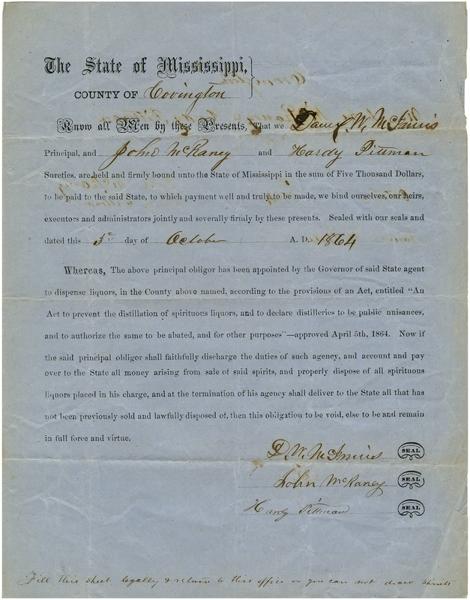 The State of Mississippi,
COUNTY OF Covington
Know all Men by these Presents, That we Daniel W. McInnis
Principal, and John McRaney and Hardy Pittman
Sureties, are held and firmly bound unto the State of Mississippi in the sum of Five Thousand Dollars,
to be paid to the said State, to which payment well and truly to be made, we bind ourselves, our heirs,
executors and administrators jointly and severally firmly by these presents. Sealed with our seals and
dated this 3rd day of October A. D. 1864
Whereas, The above principal obligor has been appointed by the Governor of said State agent
to dispense liquors, in the County above named, according to the provisions of an Act, entitled "An
Act to prevent the distillation of spirituous liquors, and to declare distilleries to be public nuisances,
and to authorize the same to be abated, and for other purposes"—approved April 5th, 1864. Now if
the said principal obliger shall faithfully discharge the duties of such agency, and account and pay
over to the State all money arising from sale of said spirits, and properly dispose of all spirituous
liquors placed in his charge, and at the termination of his agency shall deliver to the State all that has
not been previously sold and lawfully disposed of, then this obligation to be void, else to be and remain
in full force and virtue.
D. W. McInnis SEAL
John McRaney SEAL
Hardy Pittman SEAL
Fill this sheet legally & return to this office or you can not draw spirits